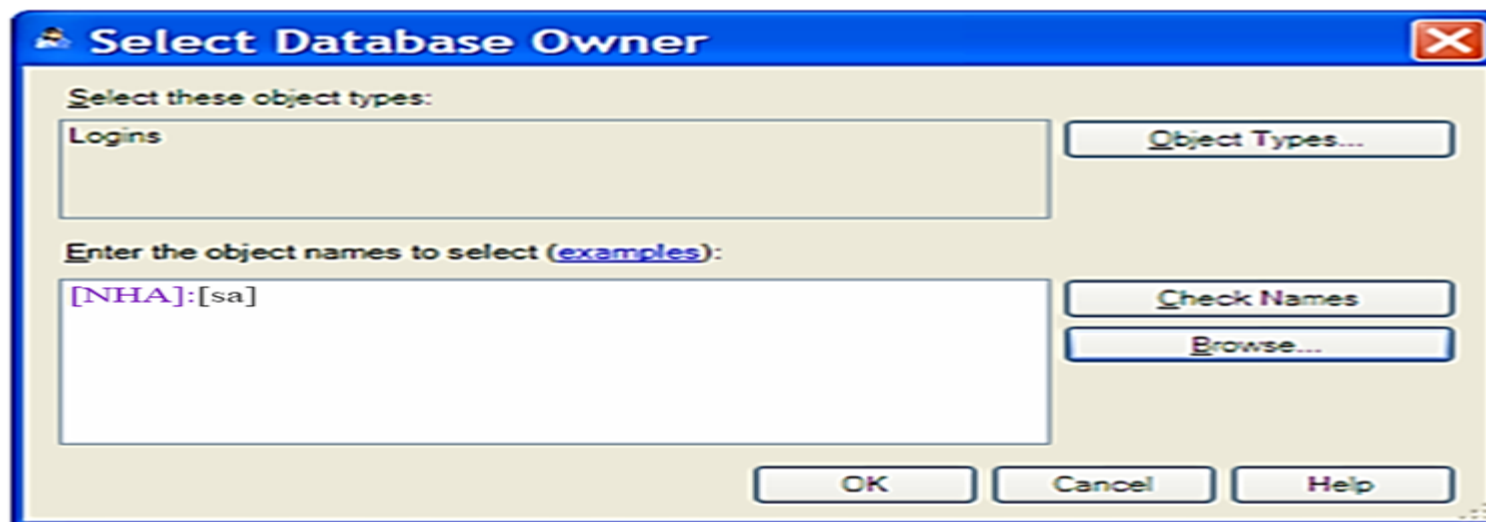 Select Database Owner
Select these object types:
Logins
Object Types...
Enter the object names to select (examples):
[NHA]:[sa]
Check Names
Browse...
OK
Cancel
Help